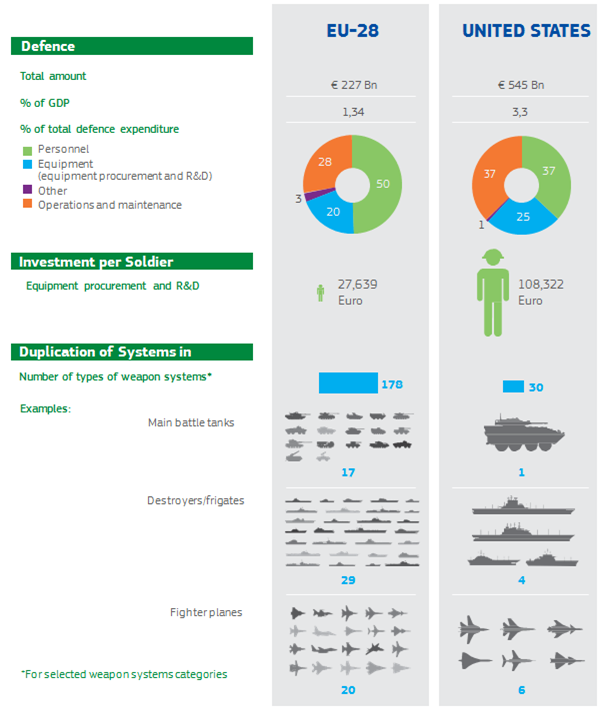 EU-28 UNITED STATES
Defence
Total amount € 227 Bn € 545 Bn
% of GDP 1,34 3,3
% of total defence expenditure
Personnel
Equipment
(equipment procurement and R&D)
Other
Operations and maintenance
28 50 3 20
37 37 1 25
Investment per Soldier
Equipment procurement and R&D 27,639 108,322
Euro Euro
Duplication of Systems in
Number of types of weapon systems* 178 30
Examples:
Main battle tanks
17 1
Destroyers/frigates
29 4
Fighter planes
*For selected weapon systems categories
20 6